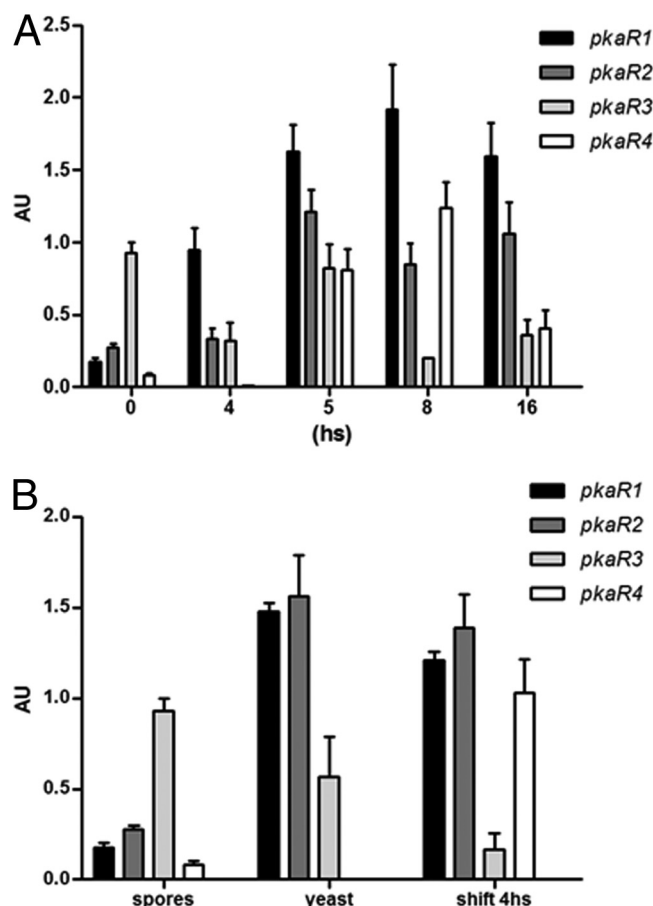 A
2.5
2.0
1.5
1.0
0.5
0.0
AU
pkaR1
pkaR2
pkaR3
pkaR4
0 4 5 8 16
(hs)
B
2.0
1.5
1.0
0.5
0.0
AU
pkaR1
pkaR2
pkaR3
pkaR4
spores yeast shift 4hs